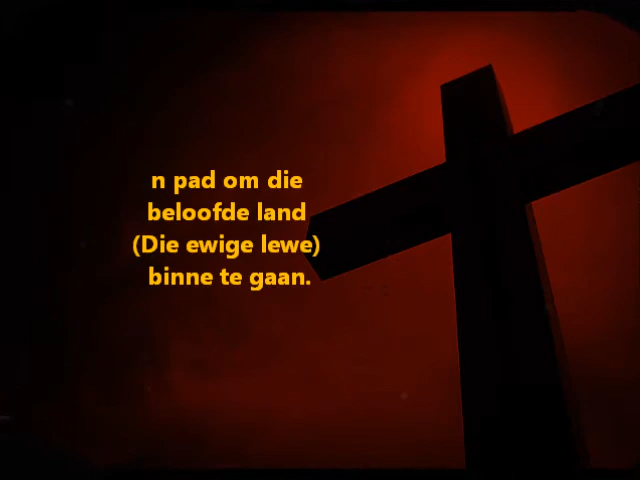 n pad om die
beloofde land
(Die ewige lewe)
binne te gaan.